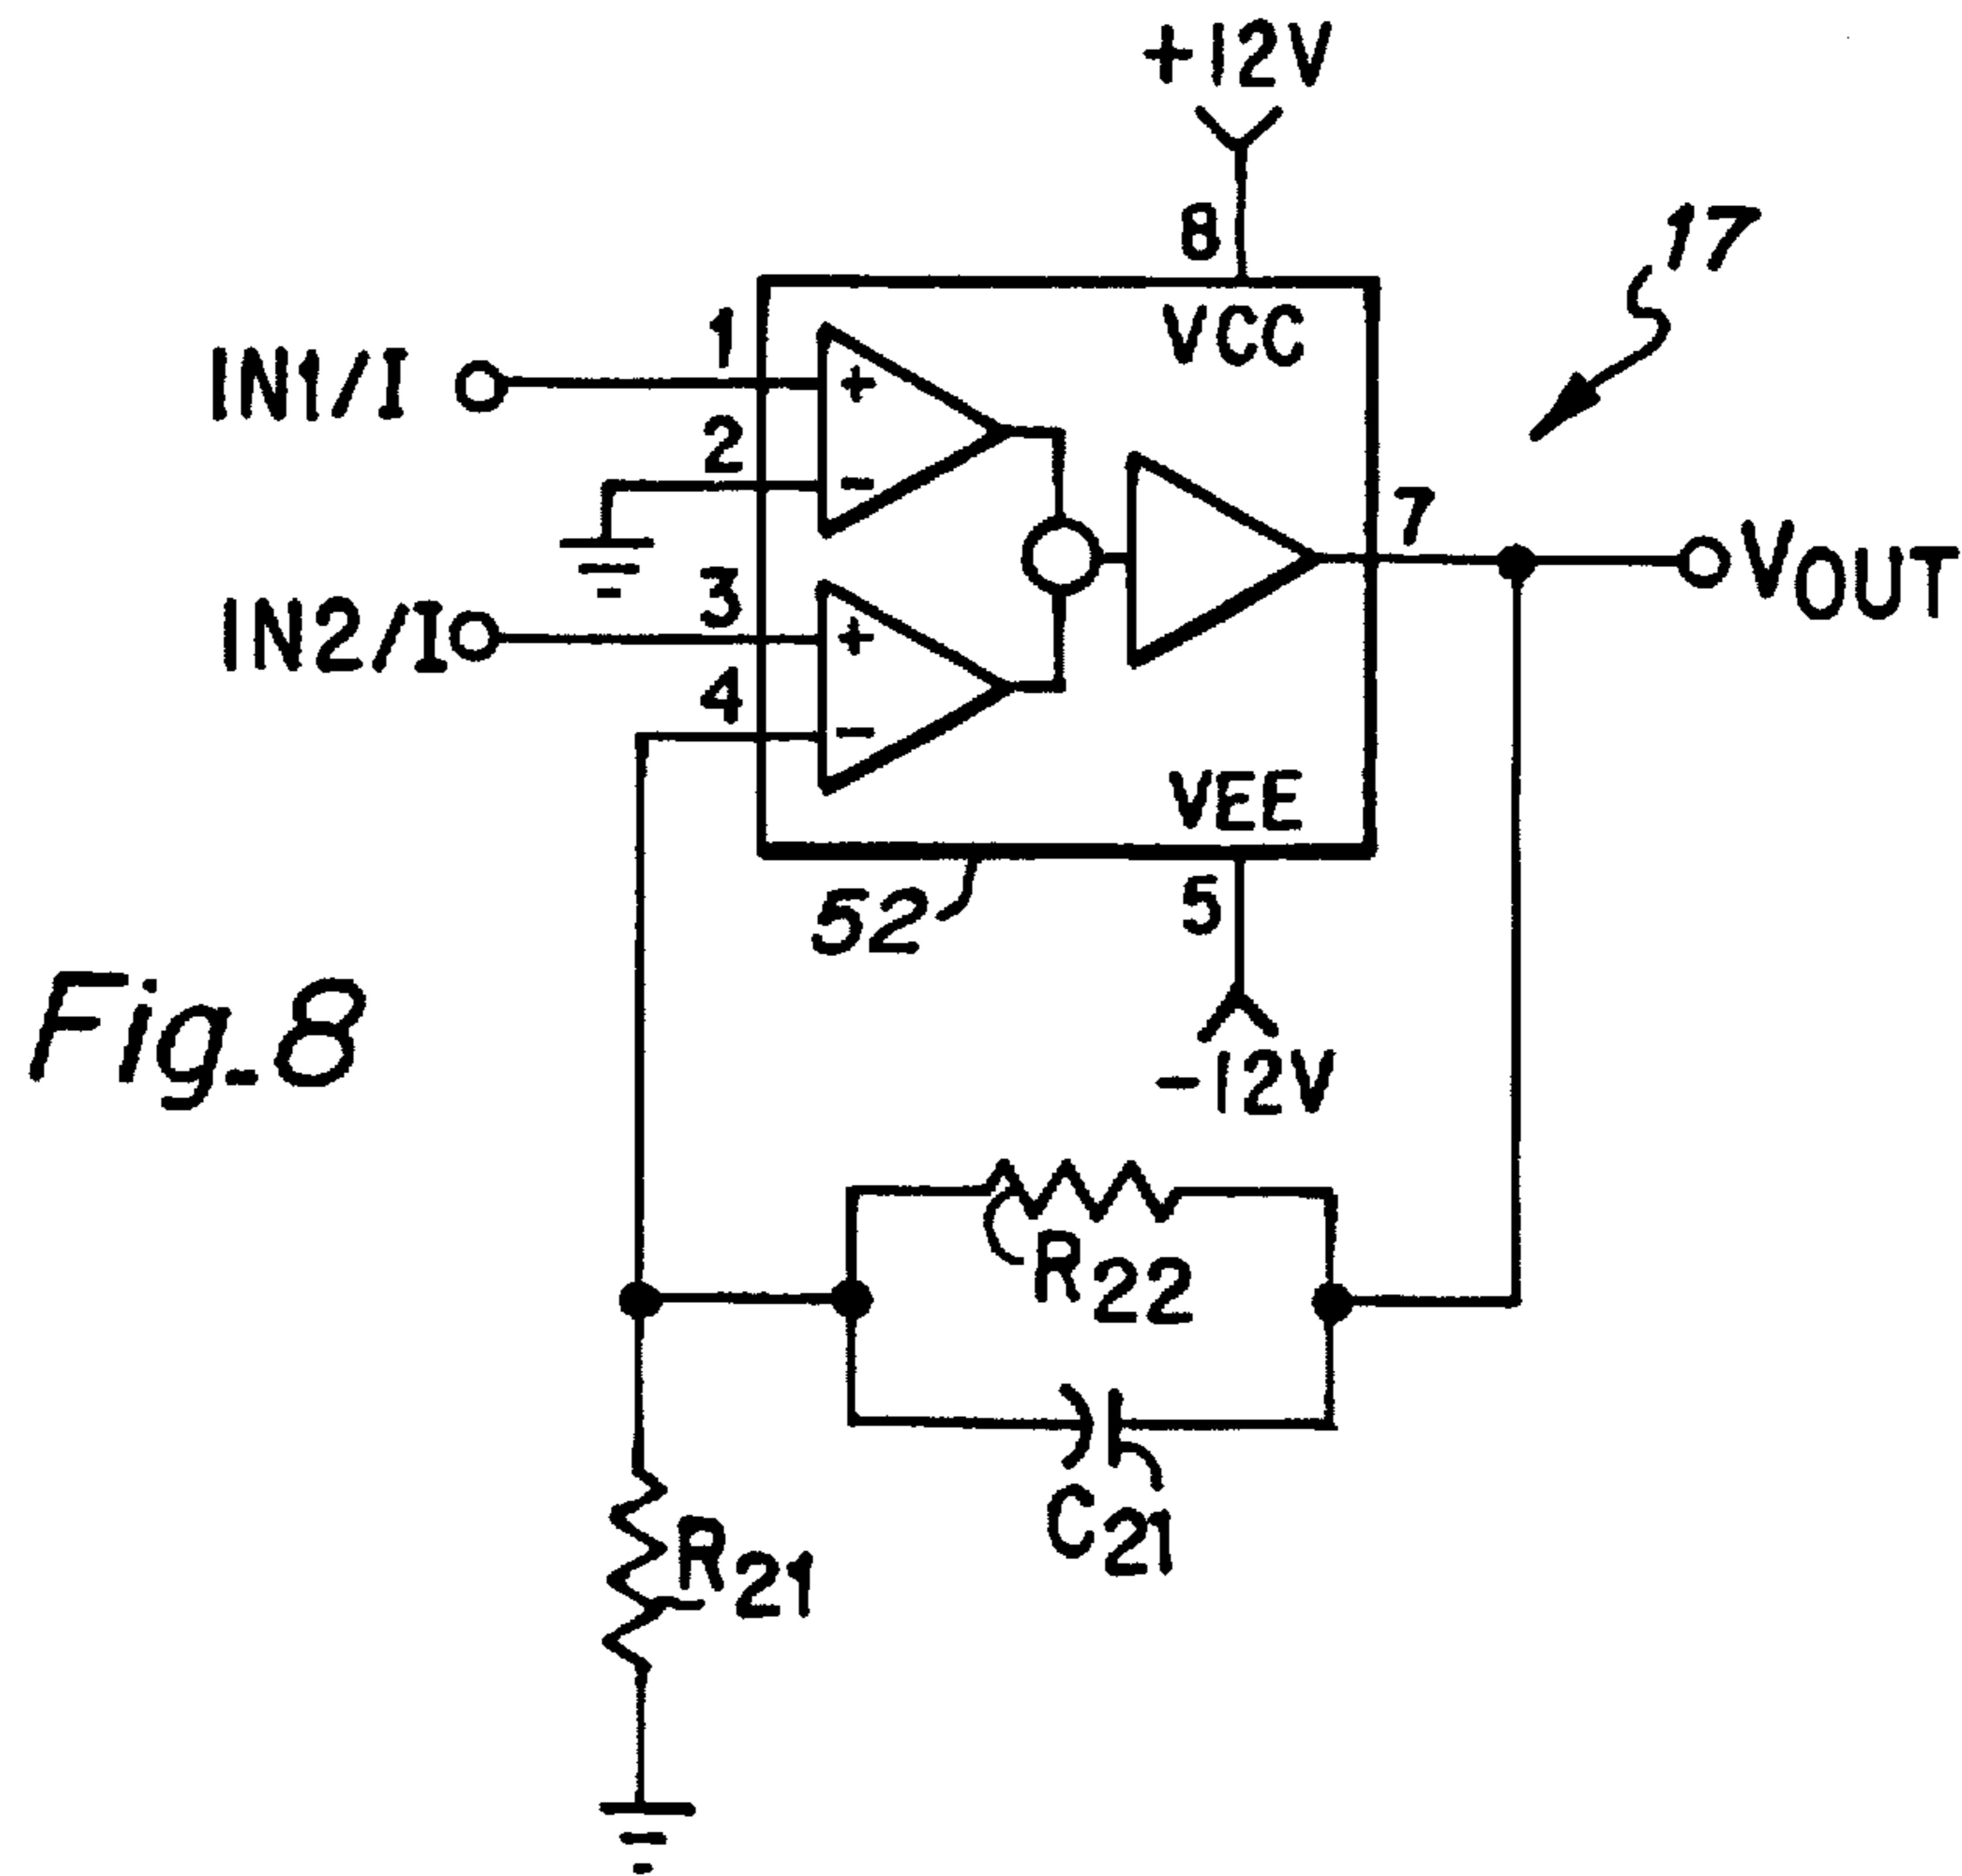 +12V
8
17
VCC
1
IN1/I
+
2
-
7
VOUT
3
IN2/I
+
4
-
VEE
52
5
-12V
Fig. 8
R22
C21
R21